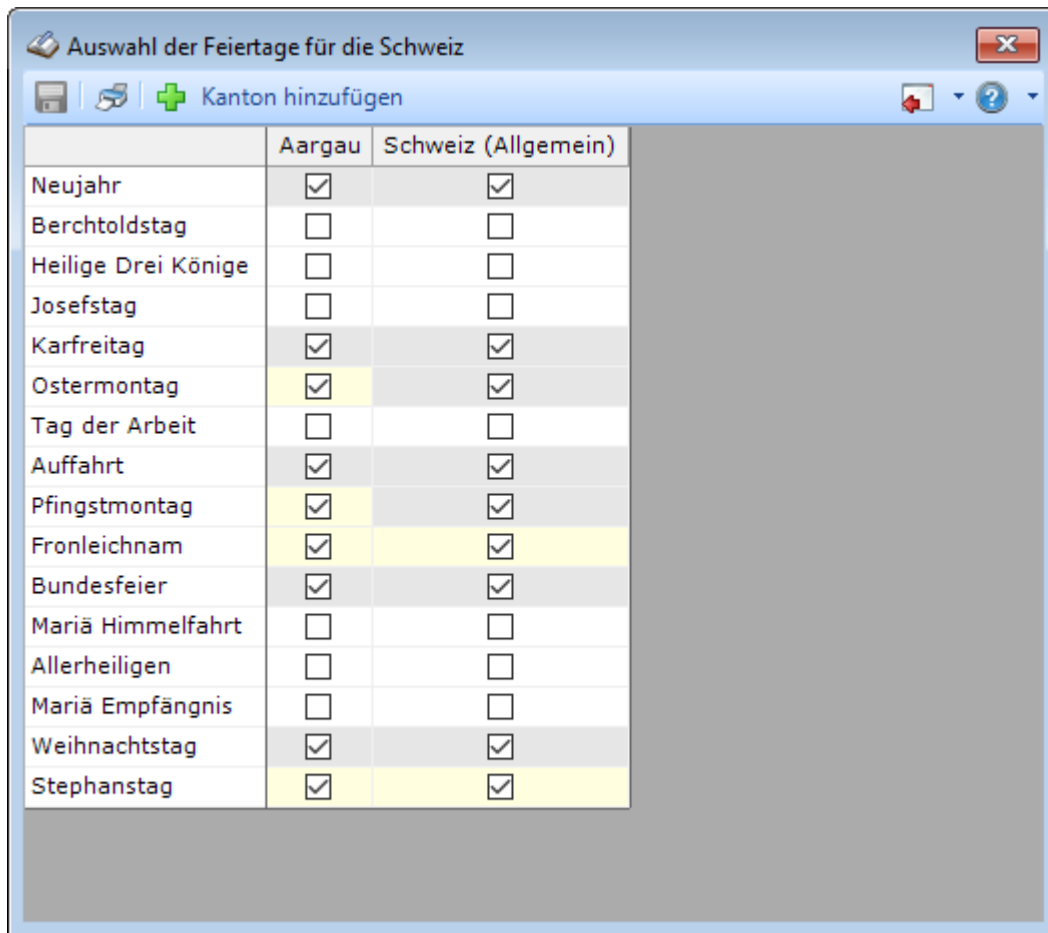 Auswahl der Feiertage für die Schweiz
Kanton hinzufügen
Aargau Schweiz (Allgemein)
Neujahr
Berchtoldstag
Heilige Drei Könige
Josefstag
Karfreitag
Ostermontag
Tag der Arbeit
Auffahrt
Pfingstmontag
Fronleichnam
Bundesfeier
Mariä Himmelfahrt
Allerheiligen
Mariä Empfängnis
Weihnachtstag
Stephanstag